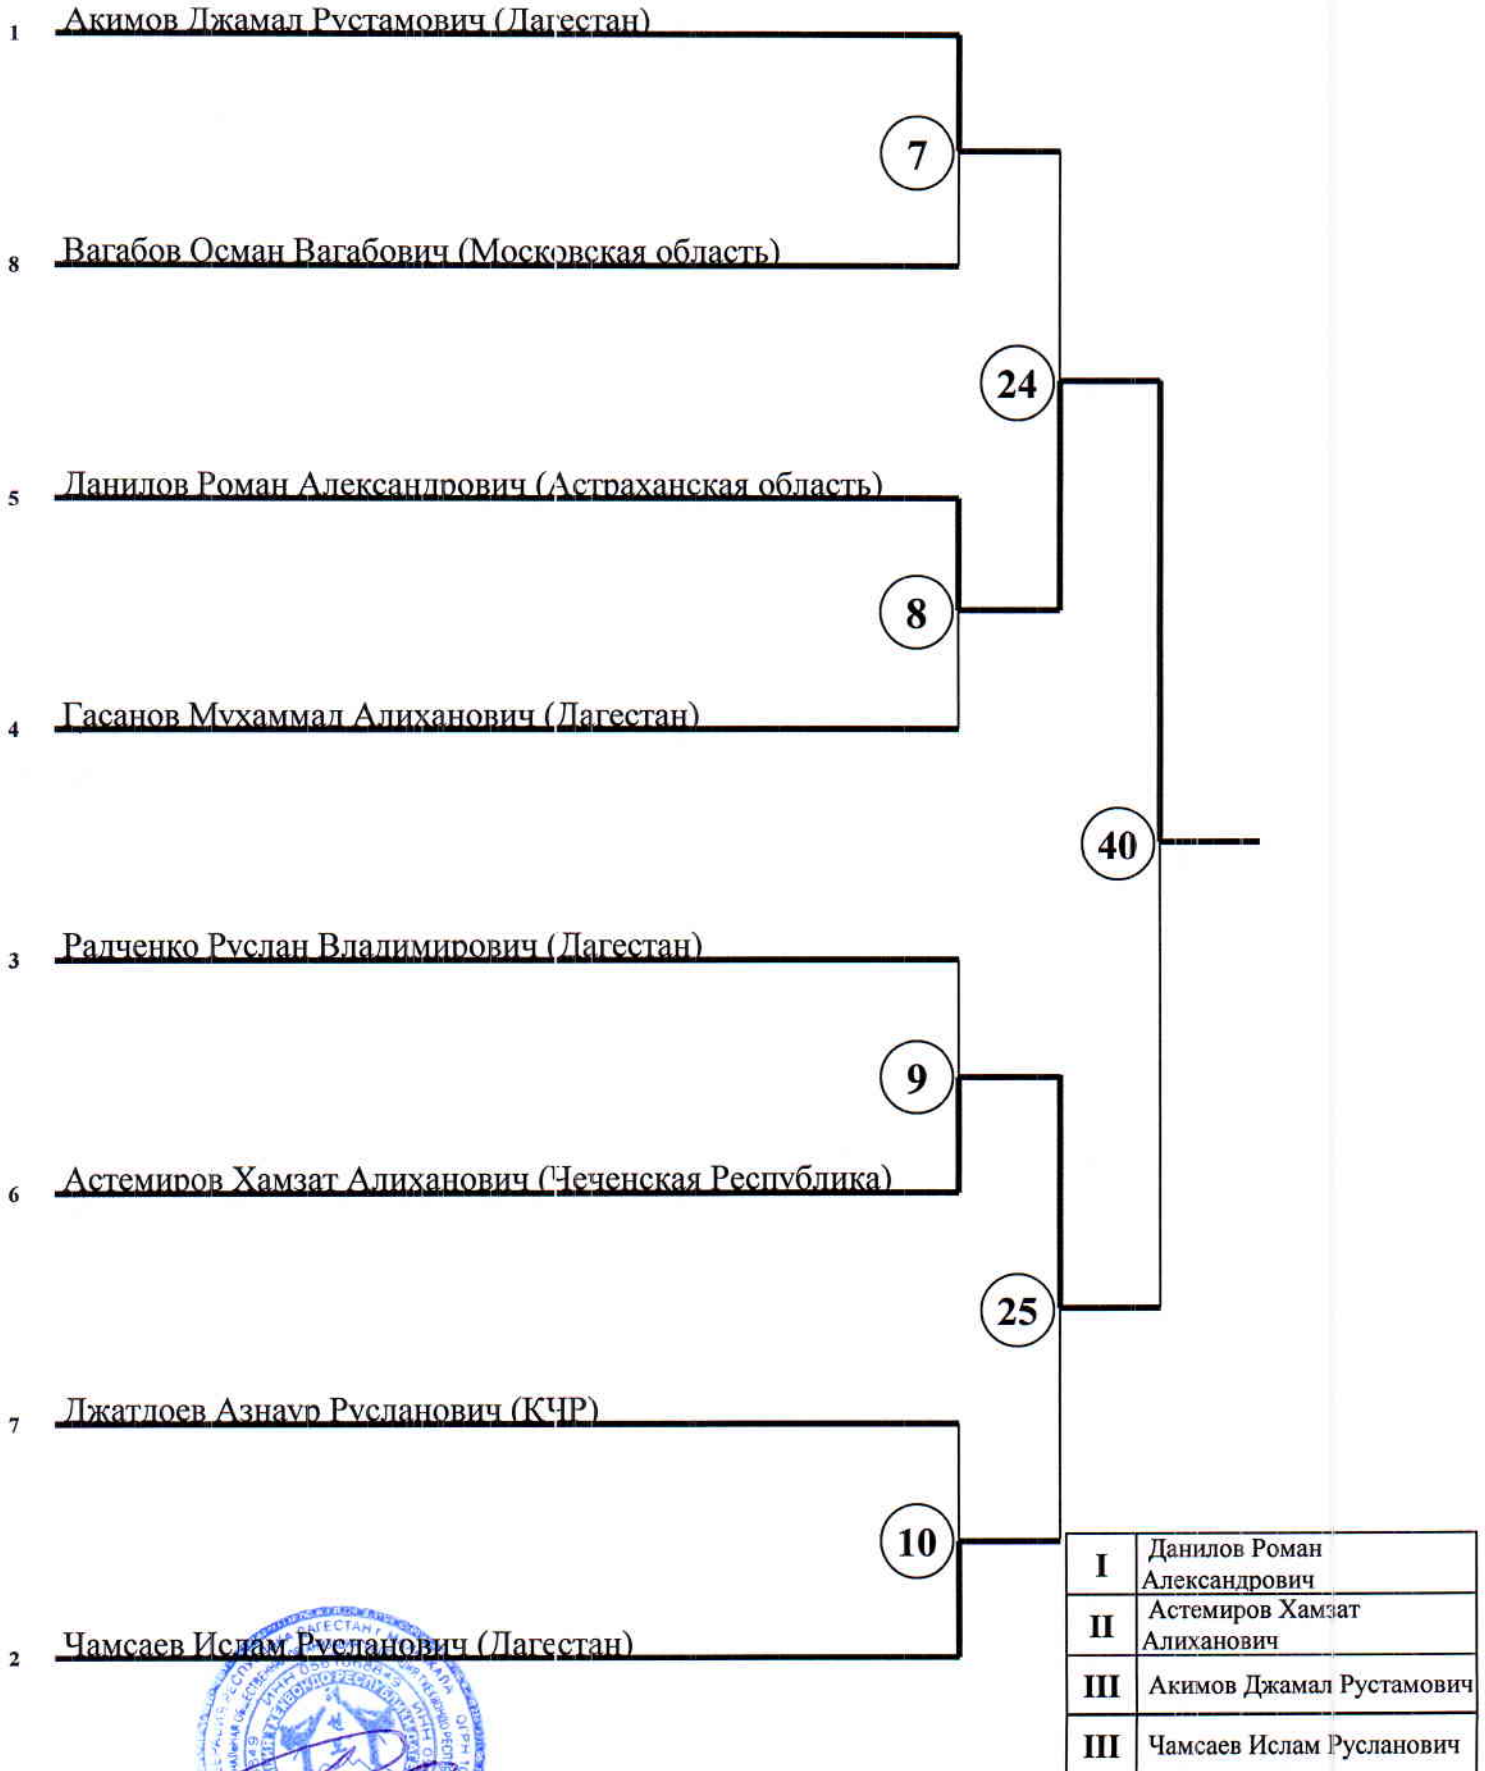 1 Акимов Джамал Рустамович (Дагестан)
7
8 Вагабов Осман Вагабович (Московская область)
24
5 Данилов Роман Александрович (Астраханская область)
8
4 Гасанов Мухаммад Алиханович (Дагестан)
40
3 Радченко Руслан Владимирович (Дагестан)
9
6 Астемиров Хамзат Алиханович (Чеченская Республика)
25
7 Джатдоев Азнаур Русланович (КЧР)
10
2 Чамсаев Ислам Русланович (Дагестан)
I Данилов Роман
Александрович
II Астемиров Хамзат
Алиханович
III Акимов Джамал Рустамович
III Чамсаев Ислам Русланович